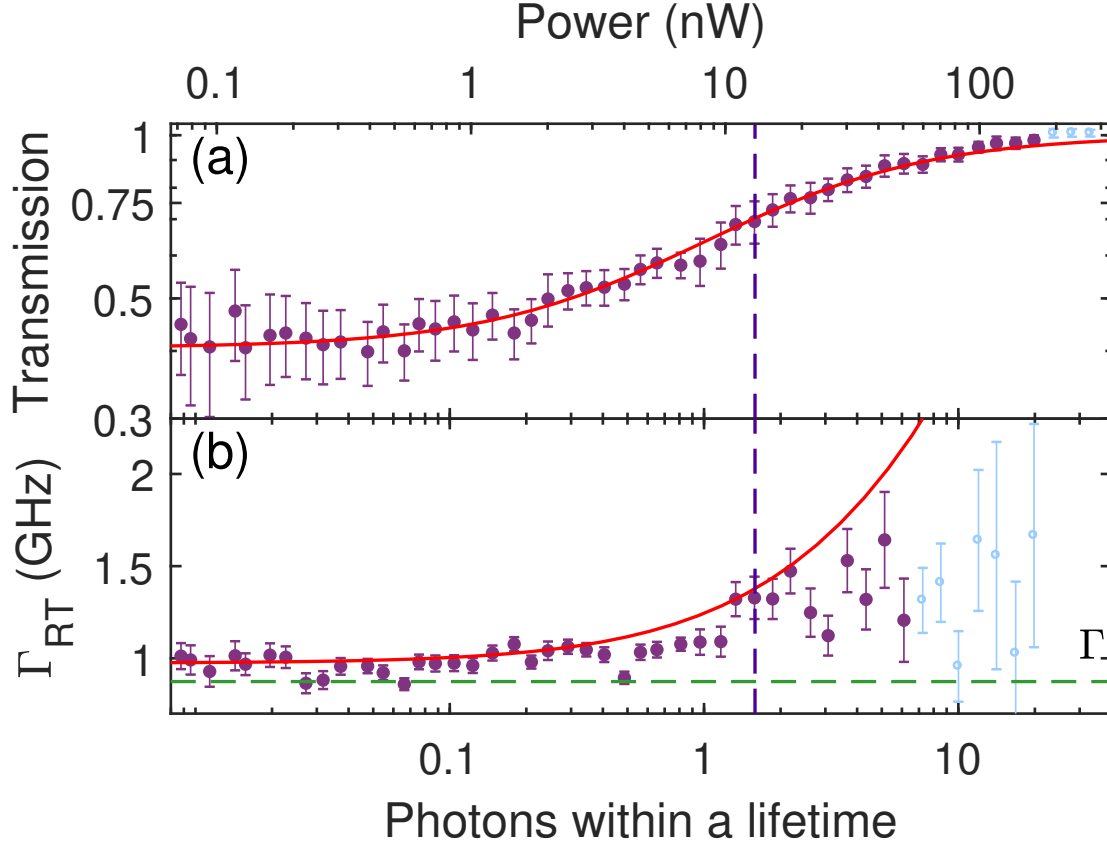 Power (nW)
0.1 1 10 100
(a)
Transmission
1
0.75
0.5
0.3
(b)
Γ_RT (GHz)
2
1.5
1
Γ
0.1 1 10
Photons within a lifetime